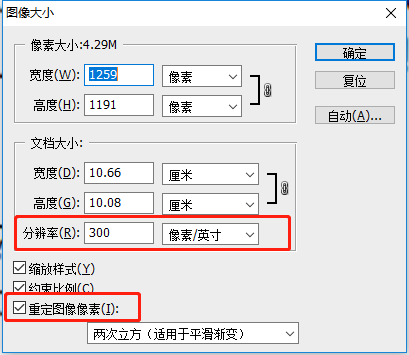 图像大小
像素大小:4.29M
宽度(W): 1259 像素
高度(H): 1191 像素
确定
复位
自动(A)...
文档大小:
宽度(D): 10.66 厘米
高度(G): 10.08 厘米
分辨率(R): 300 像素/英寸
缩放样式(Y)
约束比例(C)
重定图像像素(I):
两次立方（适用于平滑渐变）